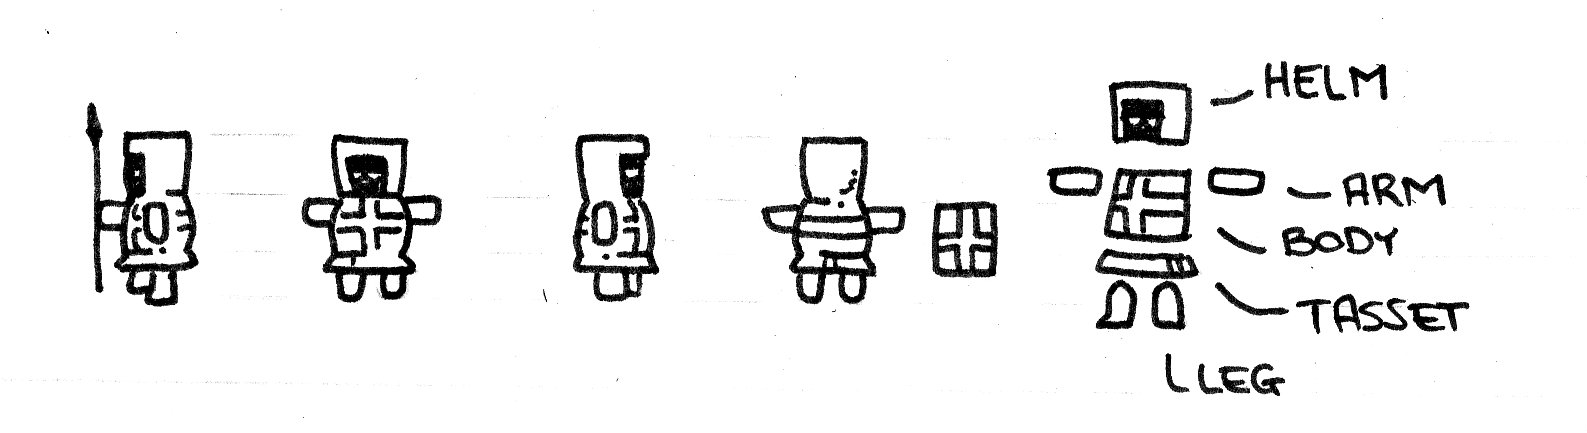 HELM
ARM
BODY
TASSET
LEG